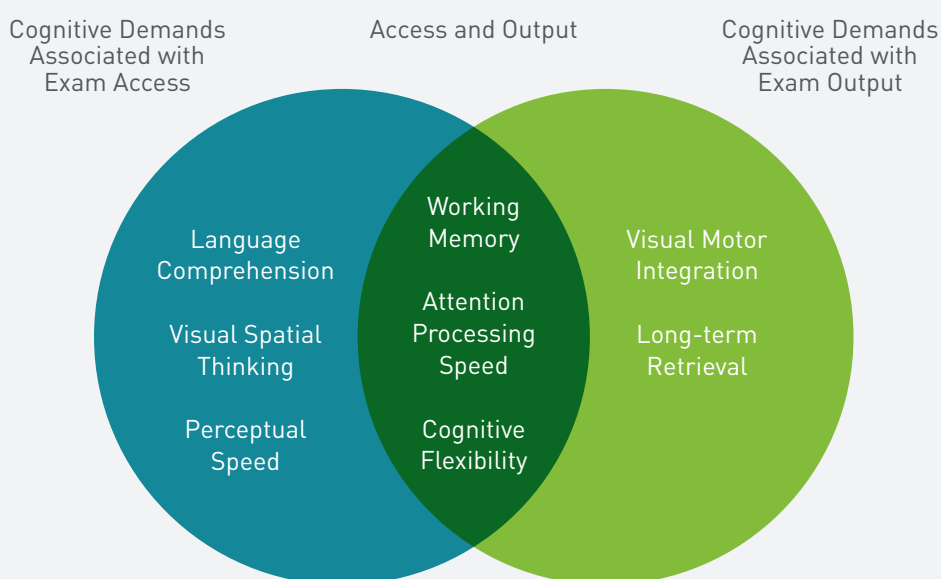 Cognitive Demands
Associated with
Exam Access
Access and Output
Cognitive Demands
Associated with
Exam Output
Language
Comprehension
Visual Spatial
Thinking
Perceptual
Speed
Working
Memory
Attention
Processing
Speed
Cognitive
Flexibility
Visual Motor
Integration
Long-term
Retrieval